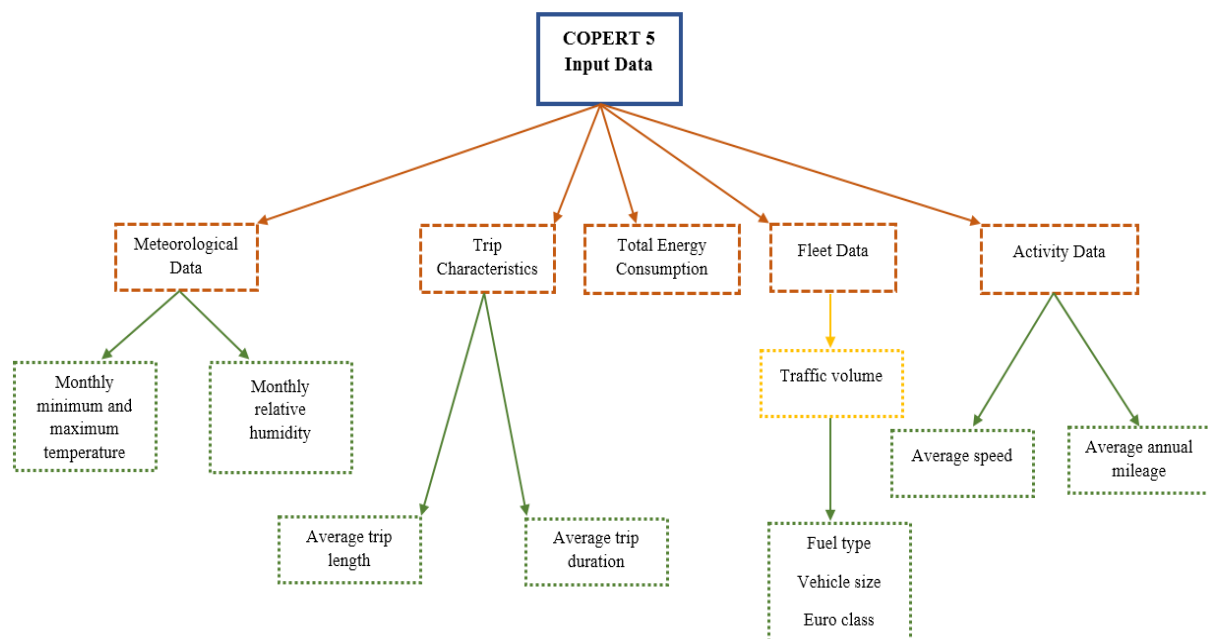 COPERT 5
Input Data
Meteorological
Data
Trip
Characteristics
Total Energy
Consumption
Fleet Data
Activity Data
Monthly
minimum and
maximum
temperature
Monthly
relative
humidity
Traffic volume
Average speed
Average annual
mileage
Average trip
length
Average trip
duration
Fuel type
Vehicle size
Euro class